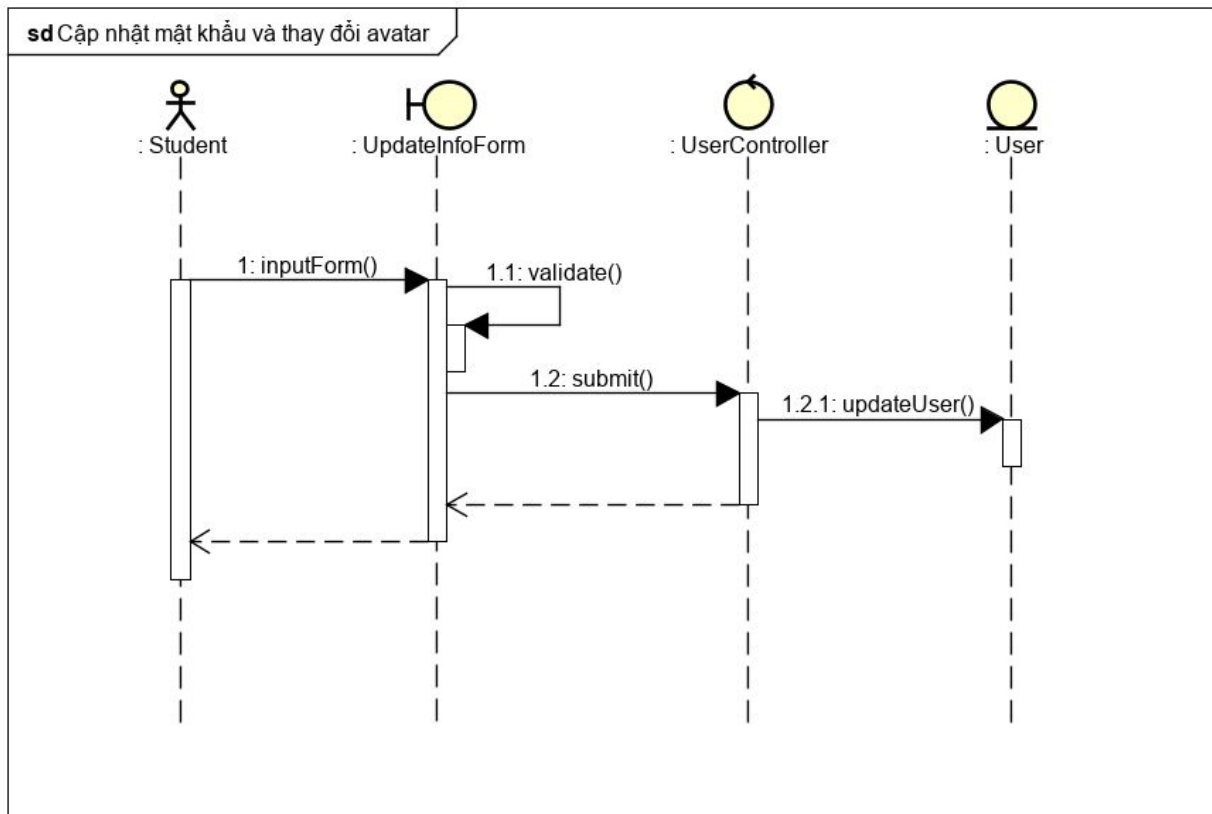 sd Cập nhật mật khẩu và thay đổi avatar
: Student
: UpdateInfoForm
: UserController
: User
1: inputForm()
1.1: validate()
1.2: submit()
1.2.1: updateUser()